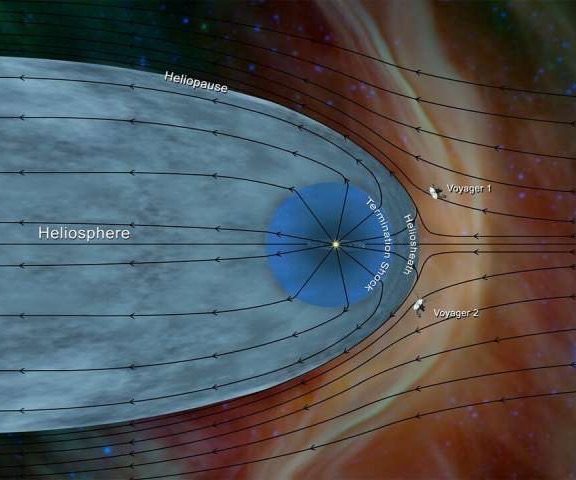 Heliopause
Voyager 1
Termination Shock
Heliosheath
Heliosphere
Voyager 2